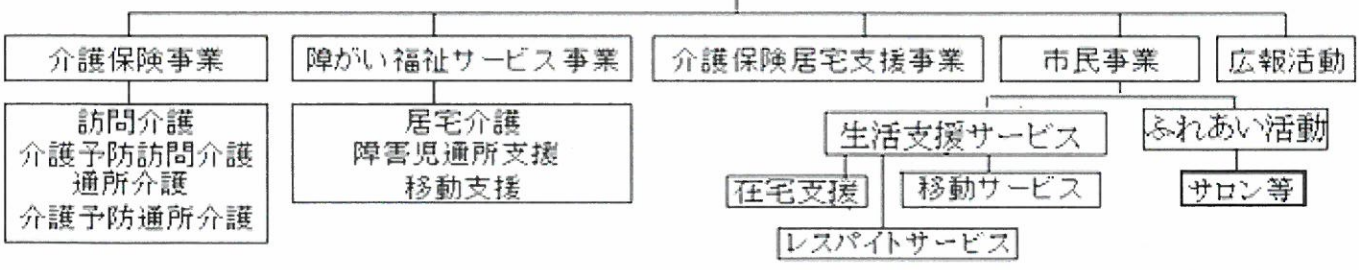 介護保険事業
障がい福祉サービス事業
介護保険居宅支援事業
市民事業
広報活動
訪問介護
介護予防訪問介護
通所介護
介護予防通所介護
居宅介護
障害児通所支援
移動支援
生活支援サービス
ふれあい活動
在宅支援
移動サービス
サロン等
レスパイトサービス